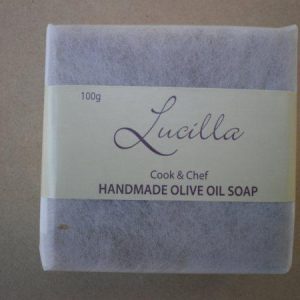 100g
Lucilla
Cook & Chef
HANDMADE OLIVE OIL SOAP